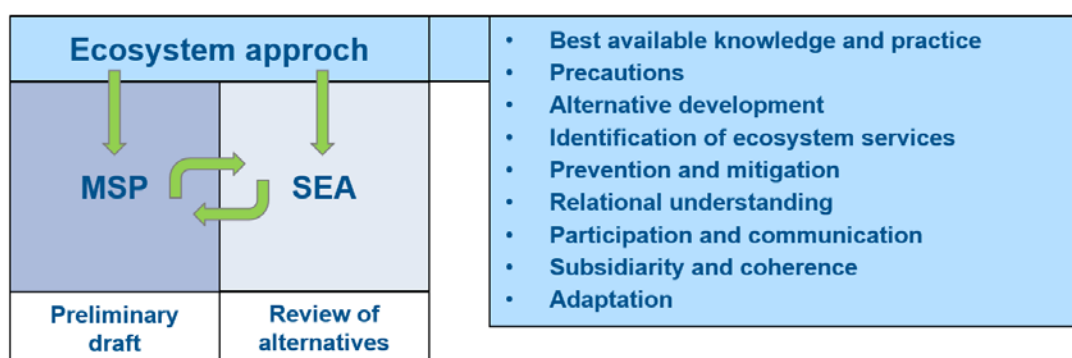 Ecosystem approch
MSP
SEA
Preliminary
draft
Review of
alternatives
• Best available knowledge and practice
• Precautions
• Alternative development
• Identification of ecosystem services
• Prevention and mitigation
• Relational understanding
• Participation and communication
• Subsidiarity and coherence
• Adaptation